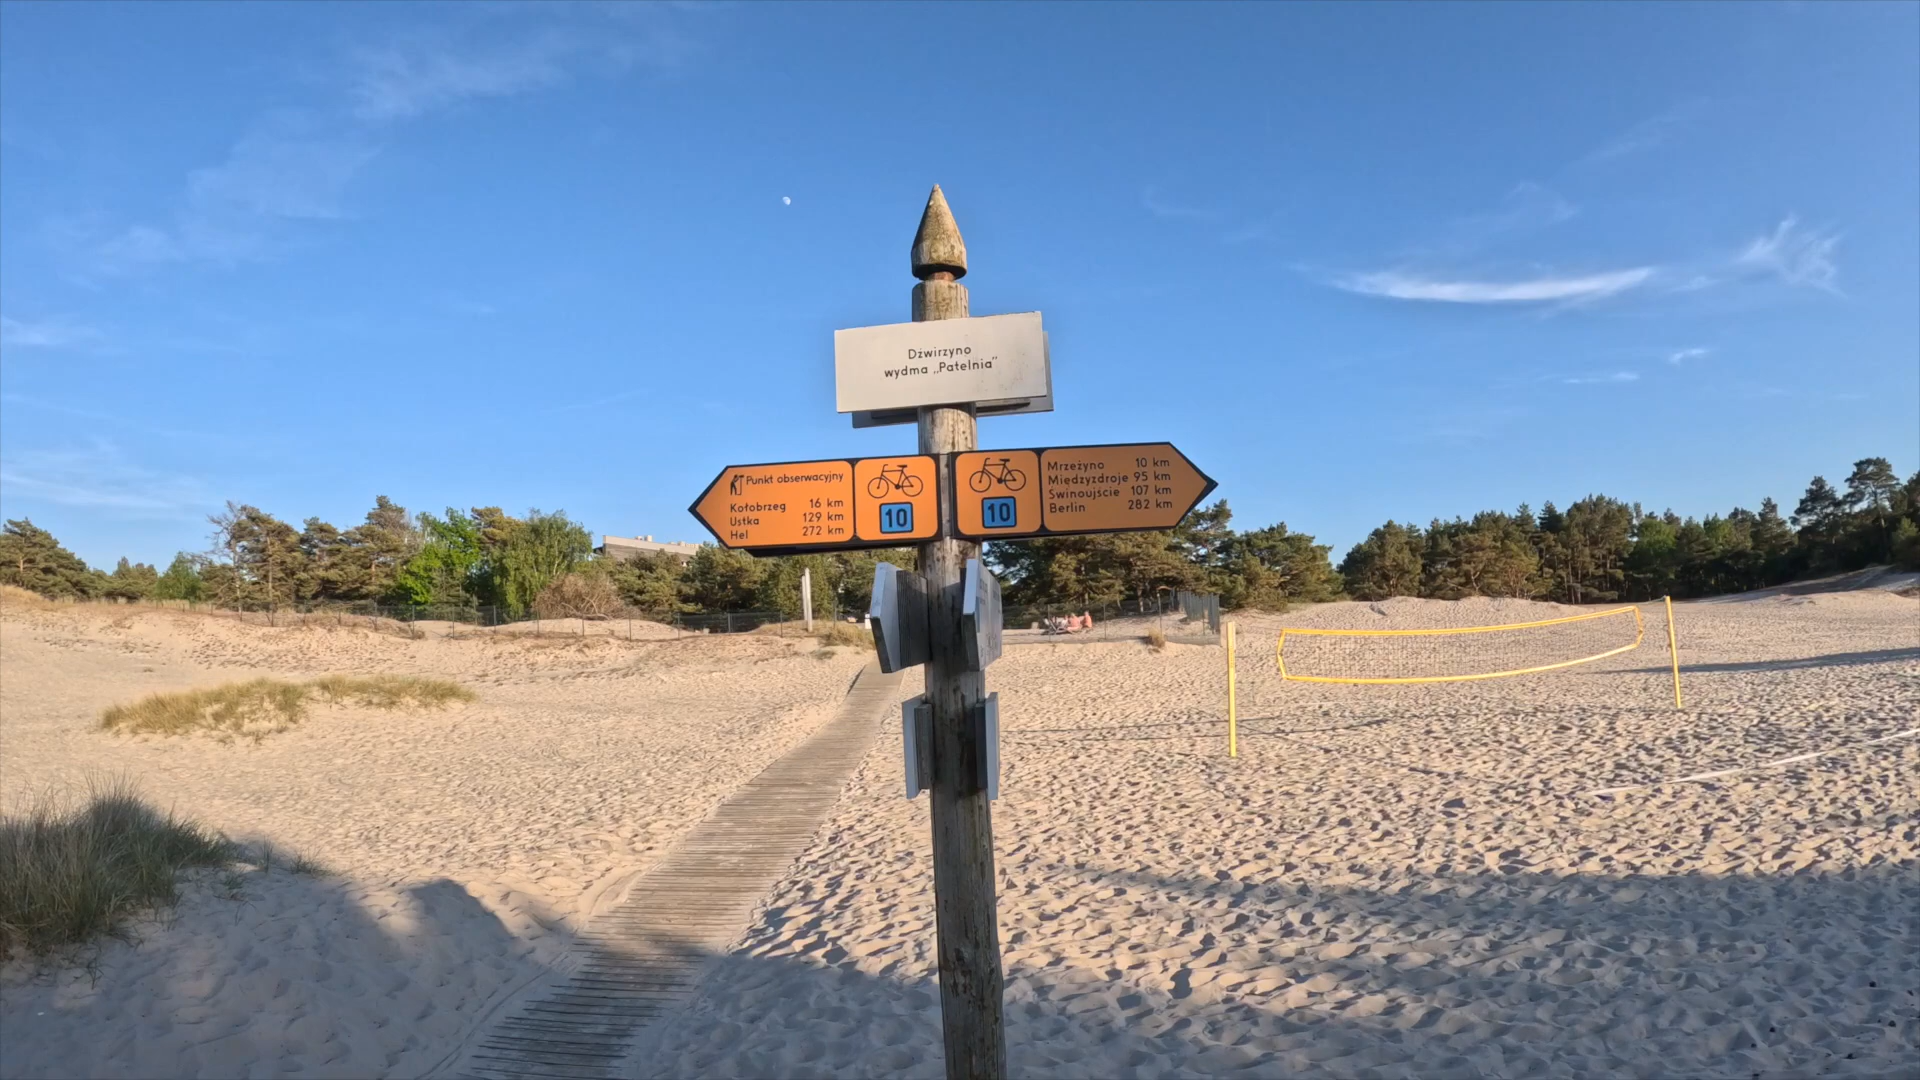 Dźwirzyno
wydma „Patelnia”
Punkt obserwacyjny
Kołobrzeg 16 km
Ustka 129 km
Hel 272 km
10
10
Mrzeżyno 10 km
Miedzyzdroje 95 km
Świnoujście 107 km
Berlin 282 km